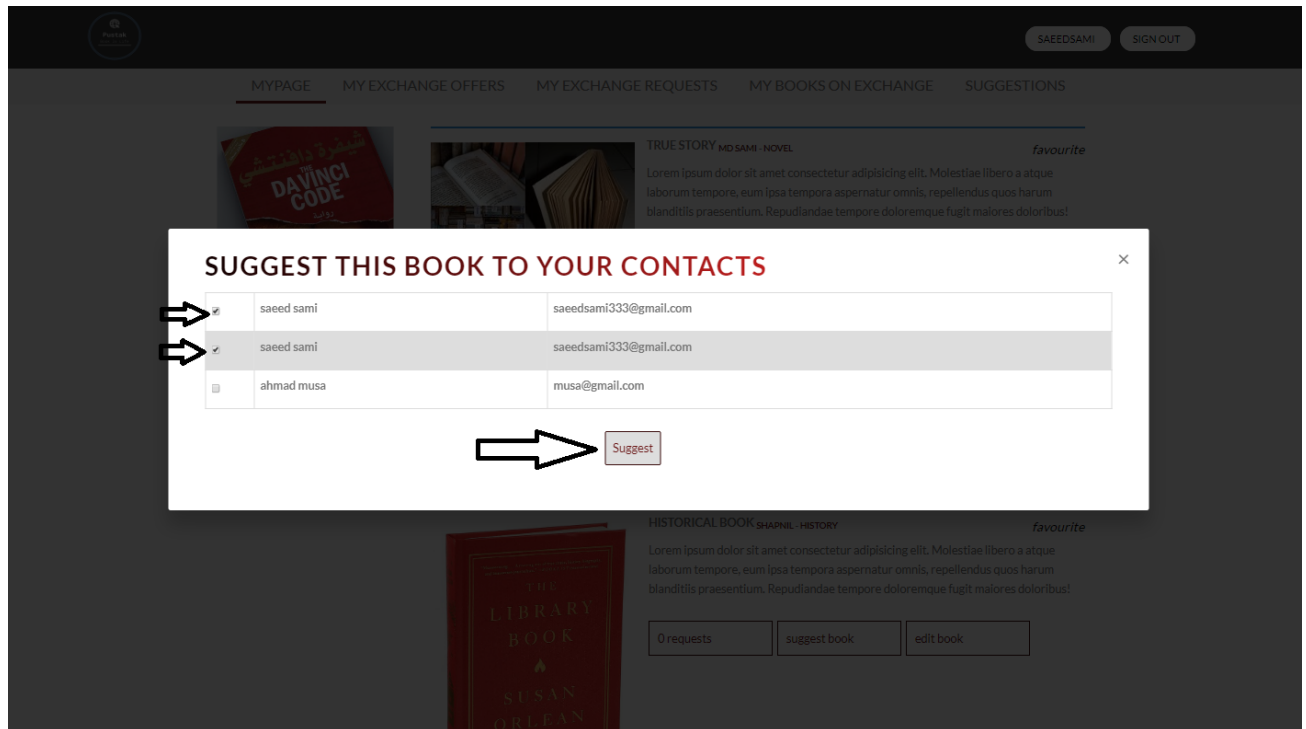 Pustak
SAEEDSAMI
SIGN OUT
MYPAGE
MY EXCHANGE OFFERS
MY EXCHANGE REQUESTS
MY BOOKS ON EXCHANGE
SUGGESTIONS
شيفرة دافنتشي
THE
DAVINCI
CODE
TRUE STORY MD SAMI - NOVEL
favourite
Lorem ipsum dolor sit amet consectetur adipisicing elit. Molestiae libero a atque
laborum tempore, eum ipsa tempora aspernatur omnis, repellendus quos harum
blanditiis praesentium. Repudiandae tempore doloremque fugit maiores doloribus!
SUGGEST THIS BOOK TO YOUR CONTACTS
×
saeed sami saeedsami333@gmail.com
saeed sami saeedsami333@gmail.com
ahmad musa musa@gmail.com
Suggest
HISTORICAL BOOK SHAPNIL - HISTORY
favourite
Lorem ipsum dolor sit amet consectetur adipisicing elit. Molestiae libero a atque
laborum tempore, eum ipsa tempora aspernatur omnis, repellendus quos harum
blanditiis praesentium. Repudiandae tempore doloremque fugit maiores doloribus!
0 requests
suggest book
edit book
THE
LIBRARY
BOOK
SUSAN
ORLEAN